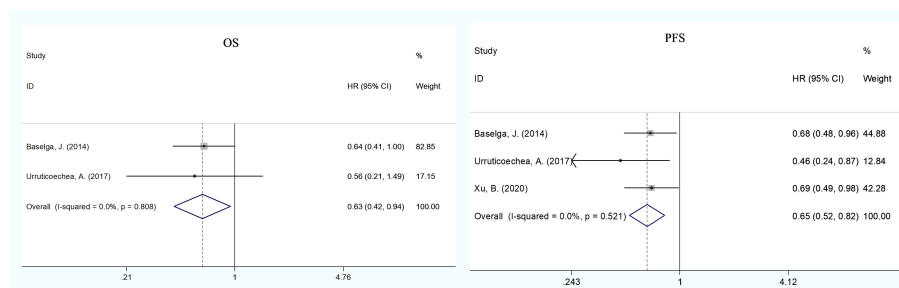 OS
Study %
ID HR (95% CI) Weight
Baselga, J. (2014) 0.64 (0.41, 1.00) 82.85
Urruticoechea, A. (2017) 0.56 (0.21, 1.49) 17.15
Overall (I-squared = 0.0%, p = 0.808) 0.63 (0.42, 0.94) 100.00
.21 1 4.76
PFS
Study %
ID HR (95% CI) Weight
Baselga, J. (2014) 0.68 (0.48, 0.96) 44.88
Urruticoechea, A. (2017) 0.46 (0.24, 0.87) 12.84
Xu, B. (2020) 0.69 (0.49, 0.98) 42.28
Overall (I-squared = 0.0%, p = 0.521) 0.65 (0.52, 0.82) 100.00
.243 1 4.12